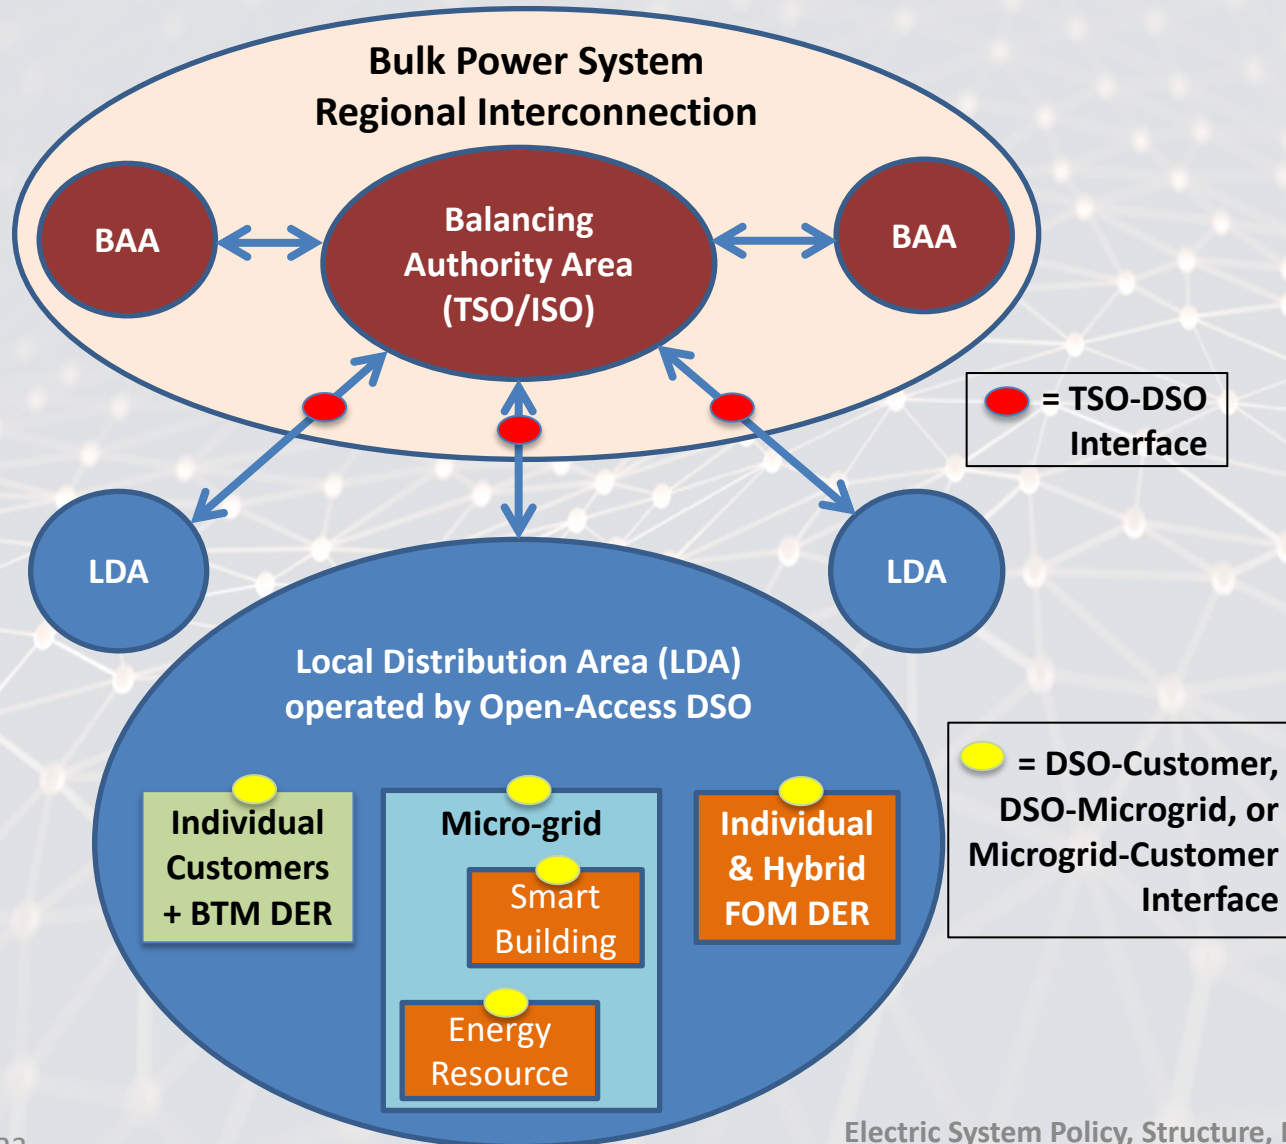 Bulk Power System
Regional Interconnection
BAA
Balancing
Authority Area
(TSO/ISO)
BAA
= TSO-DSO
Interface
LDA
LDA
Local Distribution Area (LDA)
operated by Open-Access DSO
= DSO-Customer,
DSO-Microgrid, or
Microgrid-Customer
Interface
Individual
Customers
+ BTM DER
Micro-grid
Smart
Building
Energy
Resource
Individual
& Hybrid
FOM DER
Electric System Policy, Structure,